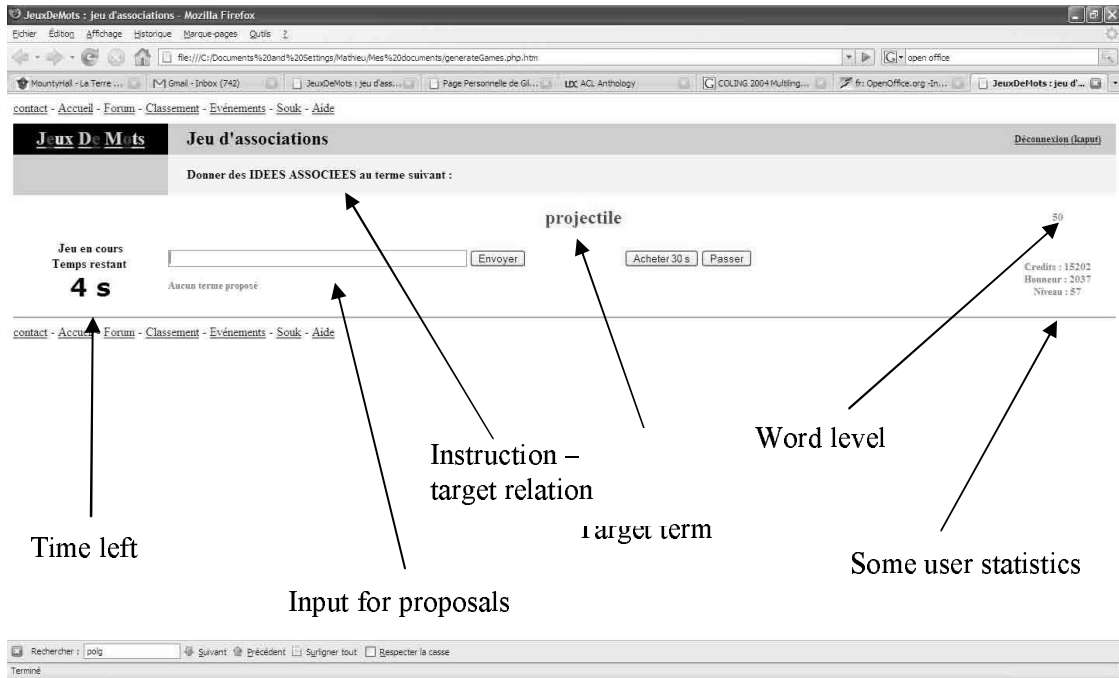 JeuxDeMots : jeu d'associations - Mozilla Firefox
Fichier Édition Affichage Historique Marque-pages Outils ?
file:///C:/Documents%20and%20Settings/Mathieu/Mes%20documents/generateGames.php.htm
open office
MountyHall - La Terre ... Gmail - Inbox (742) JeuxDeMots : jeu d'ass... Page Personnelle de Gil... LDC ACL Anthology COLING 2004 Multiling... fr: OpenOffice.org -In... JeuxDeMots : jeu d'...
contact - Accueil - Forum - Classement - Evénements - Souk - Aide
Jeux De Mots Jeu d'associations Déconnexion (kaput)
Donner des IDEES ASSOCIEES au terme suivant :
projectile 50
Jeu en cours
Temps restant
4 s
Envoyer Acheter 30 s Passer
Aucun terme proposé
Credits : 15202
Honneur : 2037
Niveau : 57
contact - Accueil - Forum - Classement - Evénements - Souk - Aide
Word level
Instruction –
target relation
Target term
Time left
Some user statistics
Input for proposals
Rechercher : polg Suivant Précédent Surligner tout Respecter la casse
Terminé